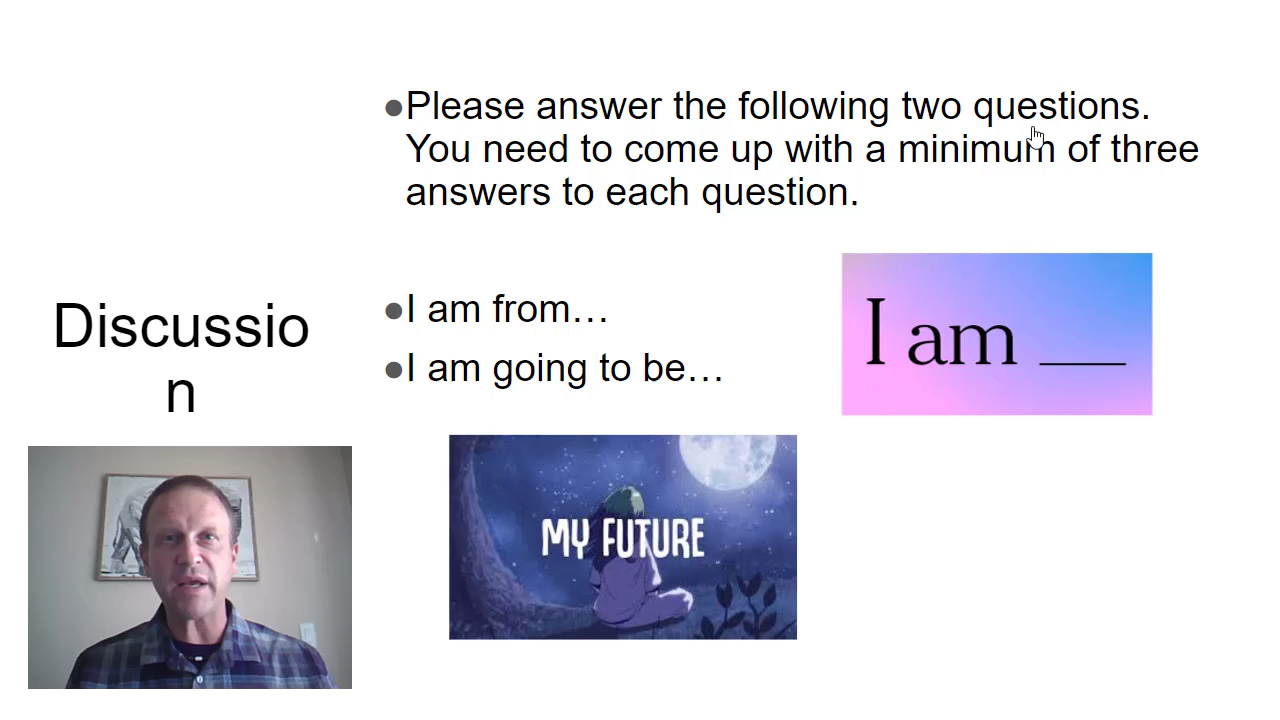 ●Please answer the following two questions.
You need to come up with a minimum of three
answers to each question.
Discussio
n
●I am from…
●I am going to be…
I am ___
MY FUTURE